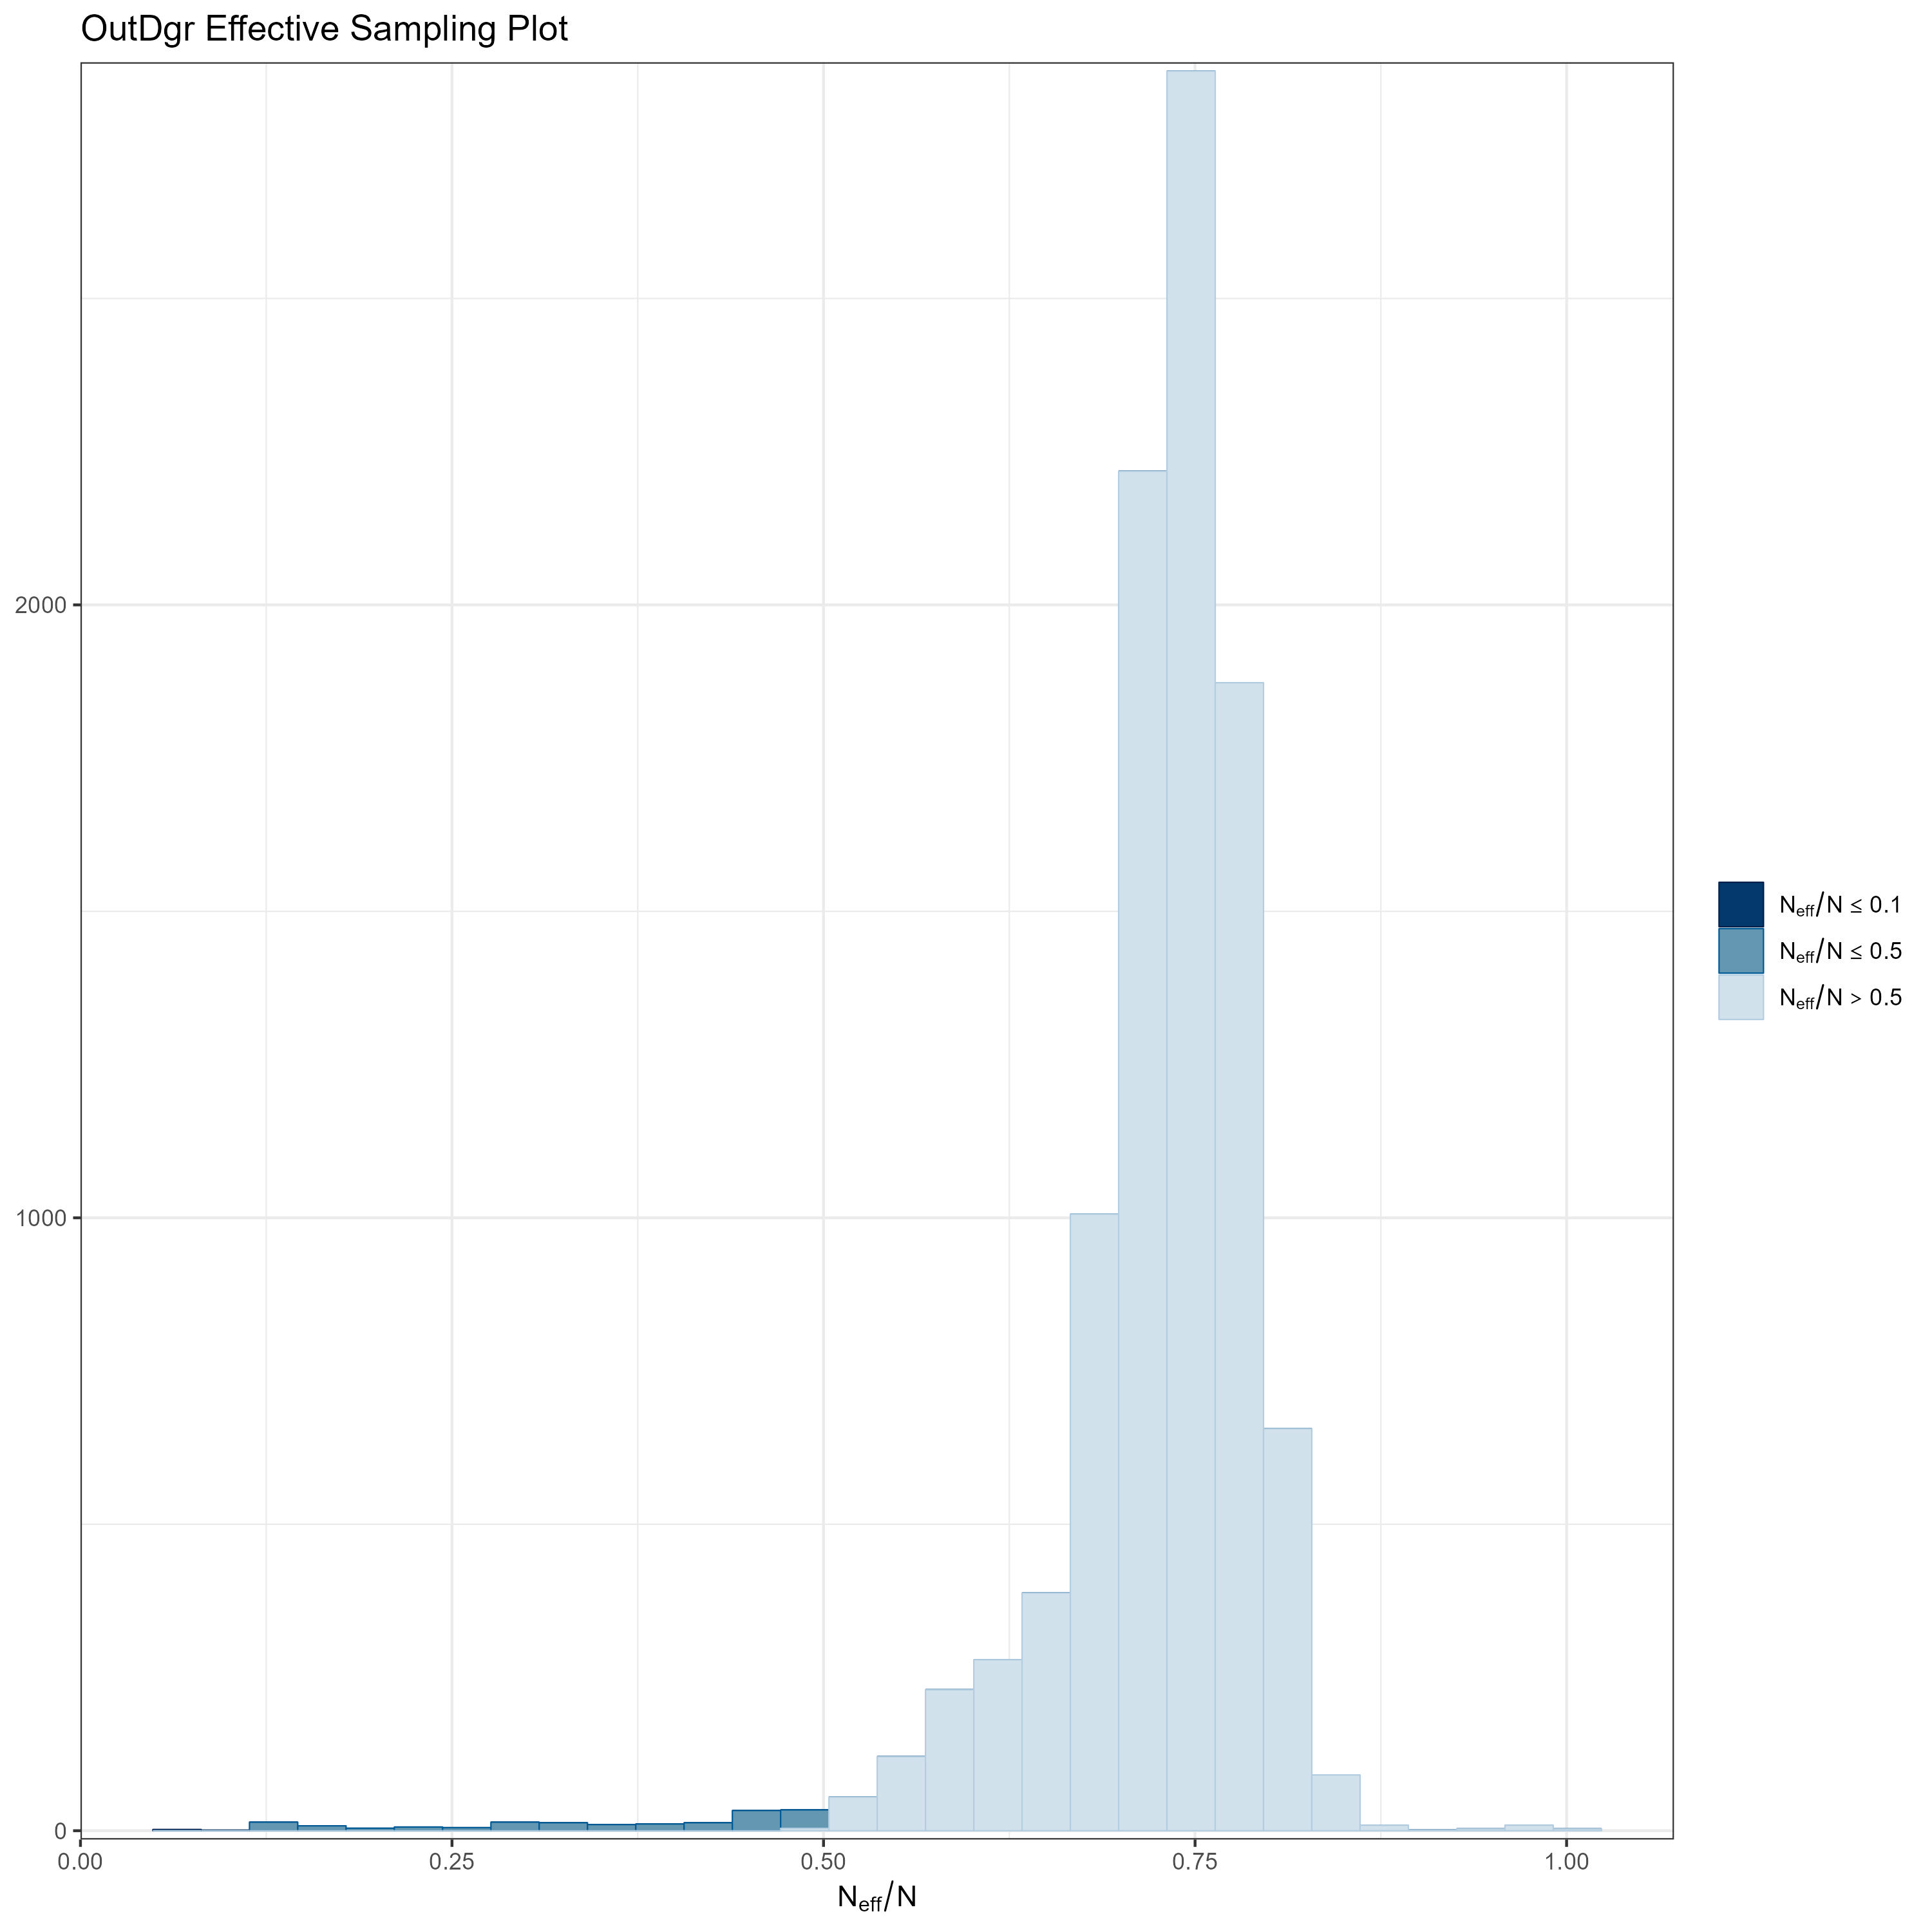 OutDgr Effective Sampling Plot
2000
1000
0
0.00 0.25 0.50 0.75 1.00
Neff/N
Neff/N ≤ 0.1
Neff/N ≤ 0.5
Neff/N > 0.5